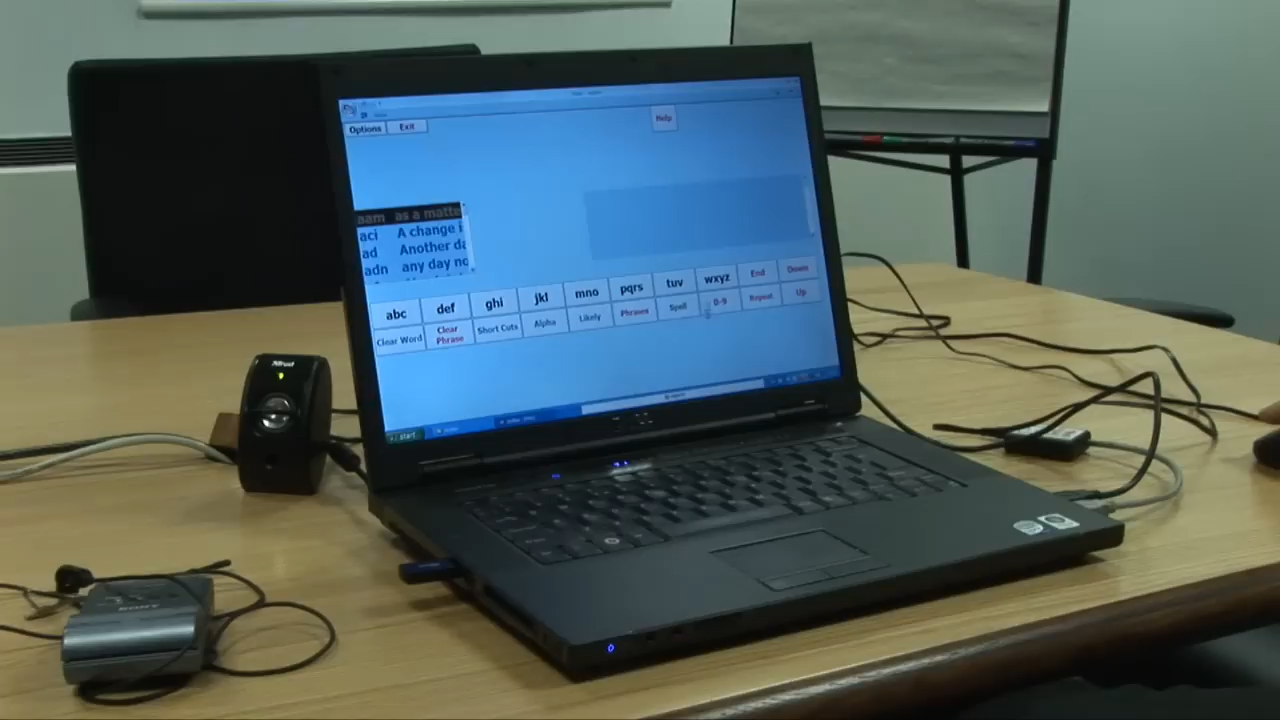 Options Exit Help
aam as a matte
aci A change i
ad Another da
adn any day no
abc def ghi jkl mno pqrs tuv wxyz End Down
Clear Word Clear Phrase Short Cuts Alpha Likely Phrases Spell 0-9 Repeat Up
start
Trust
SONY